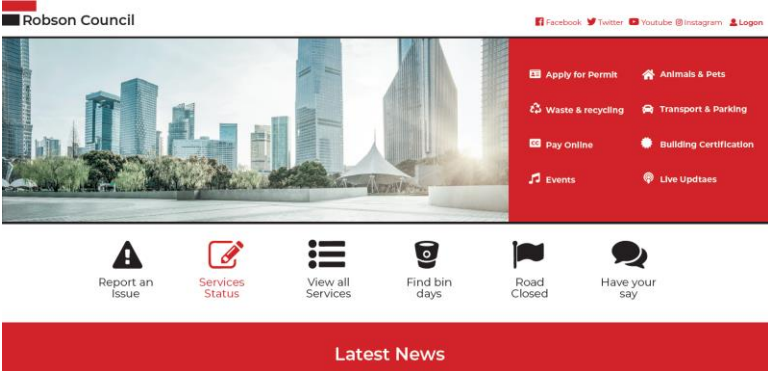 Robson Council
Facebook Twitter Youtube Instagram Logon
Apply for Permit
Animals & Pets
Waste & recycling
Transport & Parking
Pay Online
Building Certification
Events
Live Updtaes
Report an
Issue
Services
Status
View all
Services
Find bin
days
Road
Closed
Have your
say
Latest News